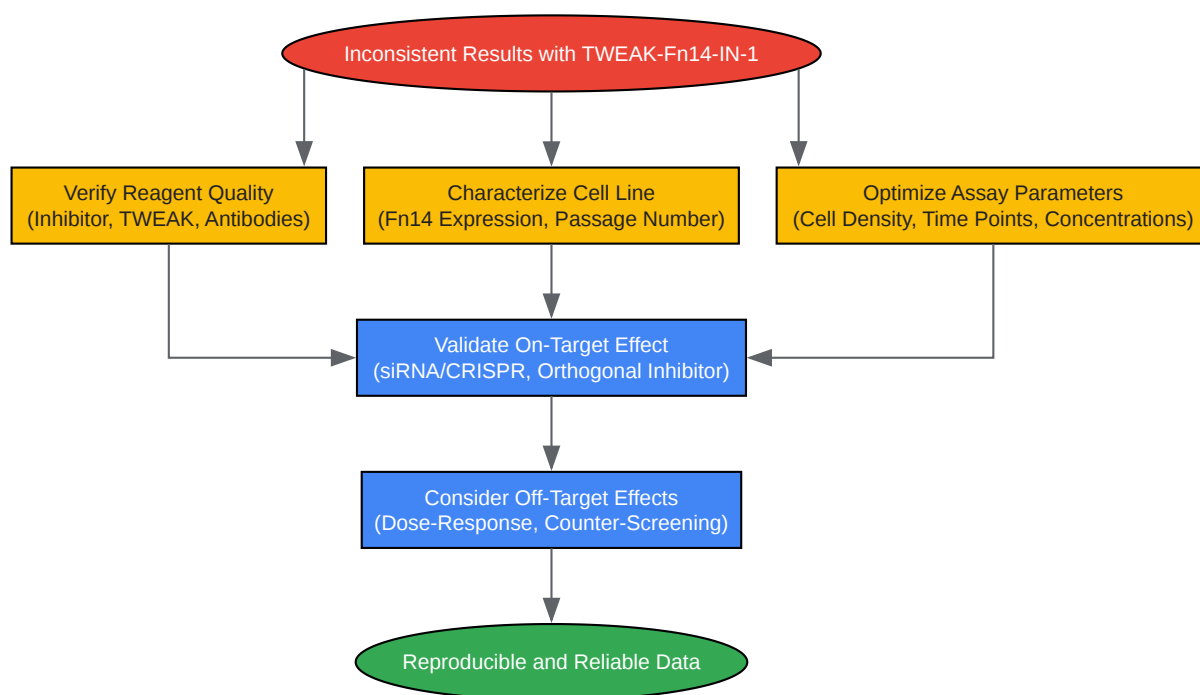 Inconsistent Results with TWEAK-Fn14-IN-1
Verify Reagent Quality
(Inhibitor, TWEAK, Antibodies)
Characterize Cell Line
(Fn14 Expression, Passage Number)
Optimize Assay Parameters
(Cell Density, Time Points, Concentrations)
Validate On-Target Effect
(siRNA/CRISPR, Orthogonal Inhibitor)
Consider Off-Target Effects
(Dose-Response, Counter-Screening)
Reproducible and Reliable Data